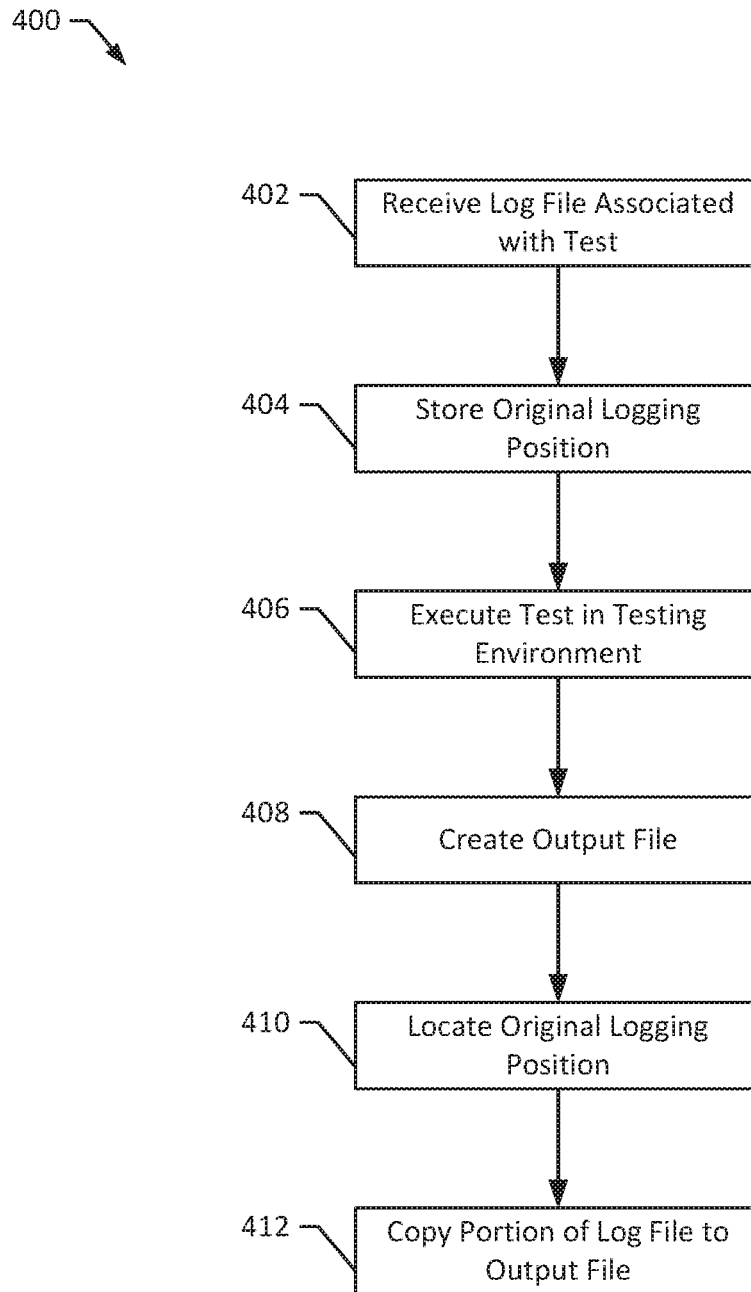 400
402
Receive Log File Associated
with Test
404
Store Original Logging
Position
406
Execute Test in Testing
Environment
408
Create Output File
410
Locate Original Logging
Position
412
Copy Portion of Log File to
Output File